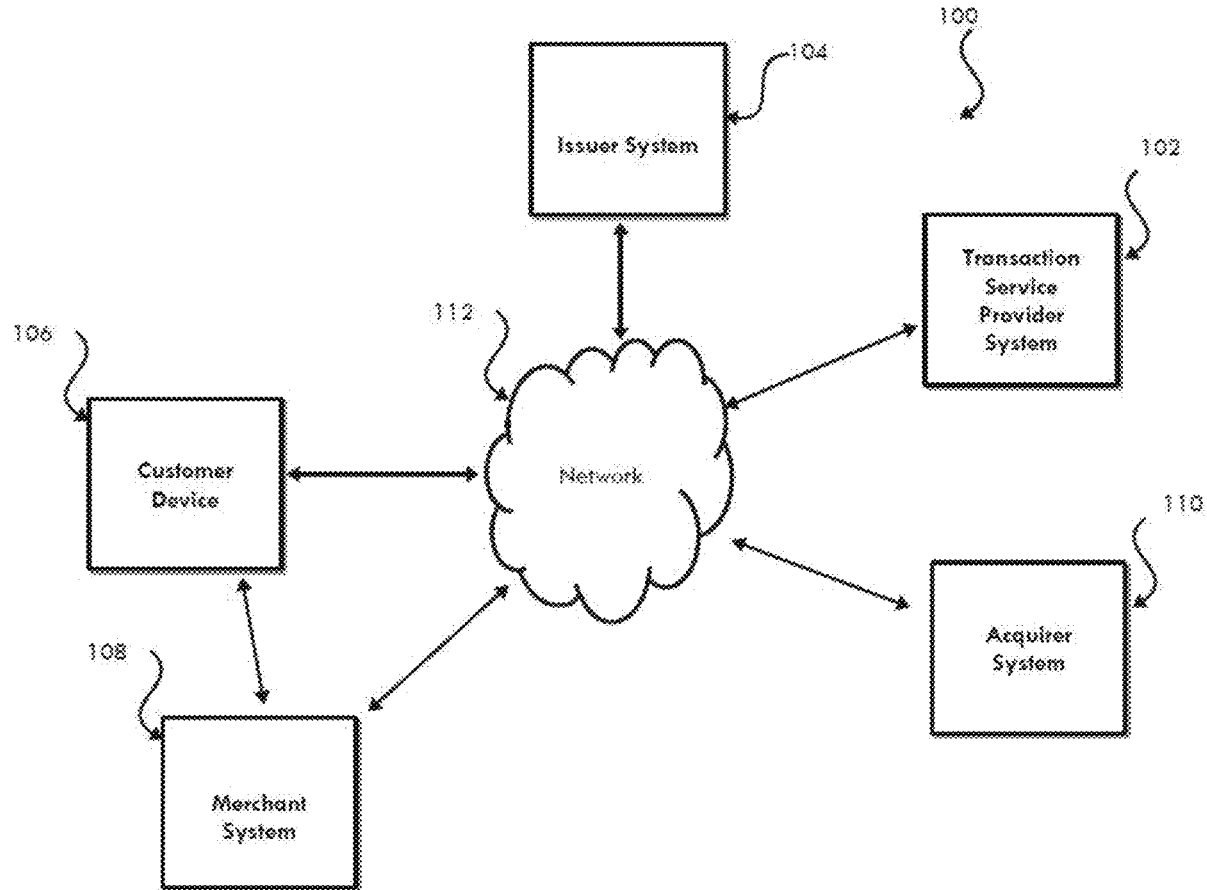 100
104
Issuer System
102
Transaction
Service
Provider
System
112
106
Customer
Device
Network
110
Acquirer
System
108
Merchant
System